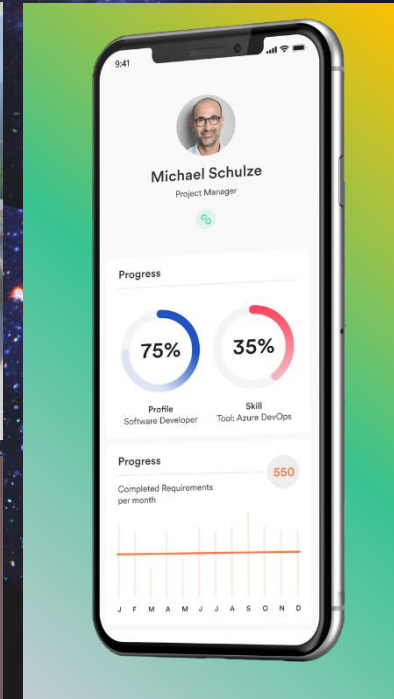 9:41
Michael Schulze
Project Manager
Progress
75%
35%
Profile
Software Developer
Skill
Tool: Azure DevOps
Progress
550
Completed Requirements
per month
J F M A M J J A S O N D